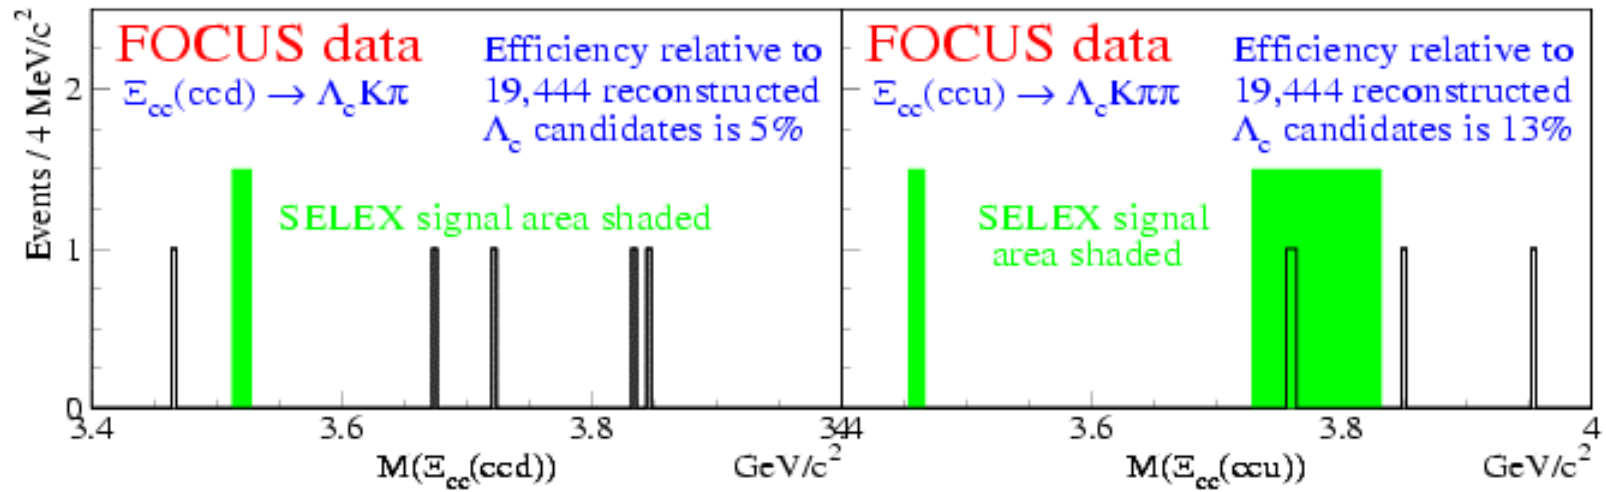 Events / 4 MeV/c²
2
1
0
FOCUS data
Ξcc(ccd) → ΛcKπ
Efficiency relative to
19,444 reconstructed
Λc candidates is 5%
SELEX signal area shaded
3.4
3.6
3.8
M(Ξcc(ccd))
GeV/c²
FOCUS data
Ξcc(ccu) → ΛcKππ
Efficiency relative to
19,444 reconstructed
Λc candidates is 13%
SELEX signal
area shaded
3.6
3.8
4
M(Ξcc(ccu))
GeV/c²